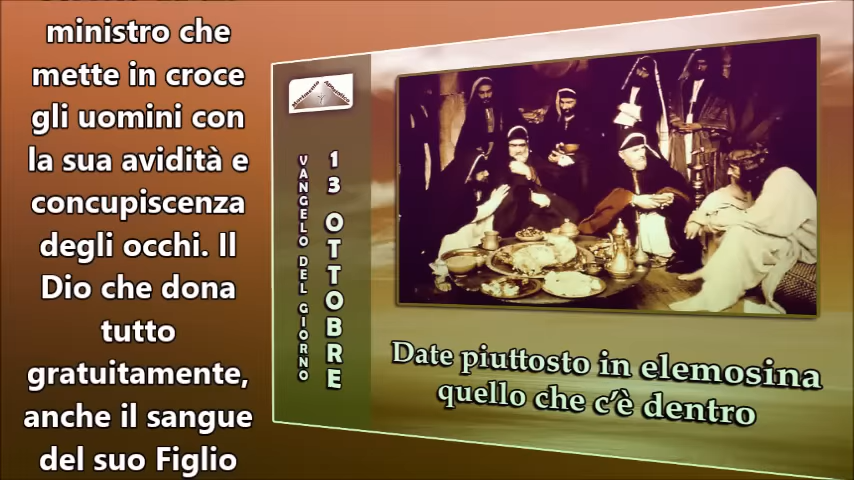 ministro che
mette in croce
gli uomini con
la sua avidità e
concupiscenza
degli occhi. Il
Dio che dona
tutto
gratuitamente,
anche il sangue
del suo Figlio
VANGELO DEL GIORNO
13 OTTOBRE
Date piuttosto in elemosina
quello che c'è dentro